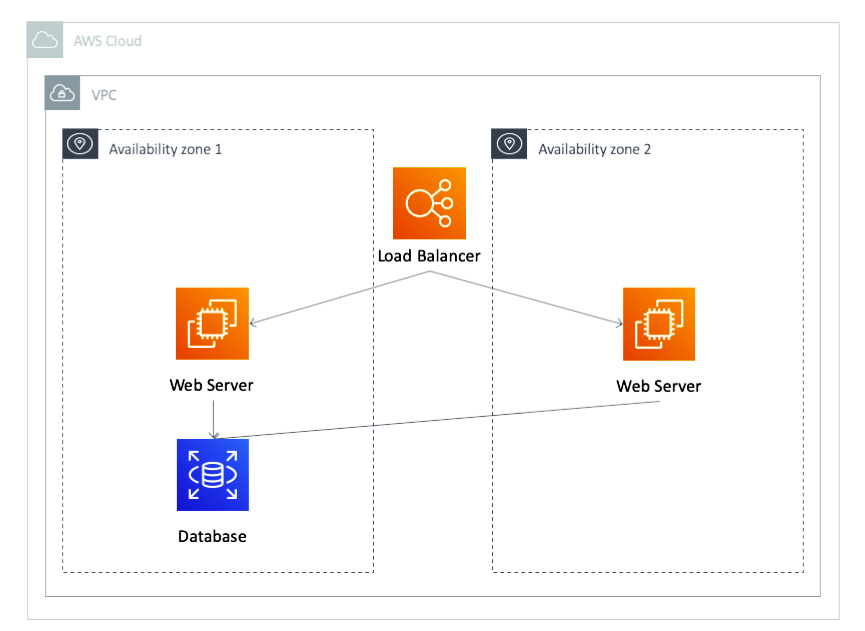 AWS Cloud
VPC
Availability zone 1
Availability zone 2
Load Balancer
Web Server
Web Server
Database